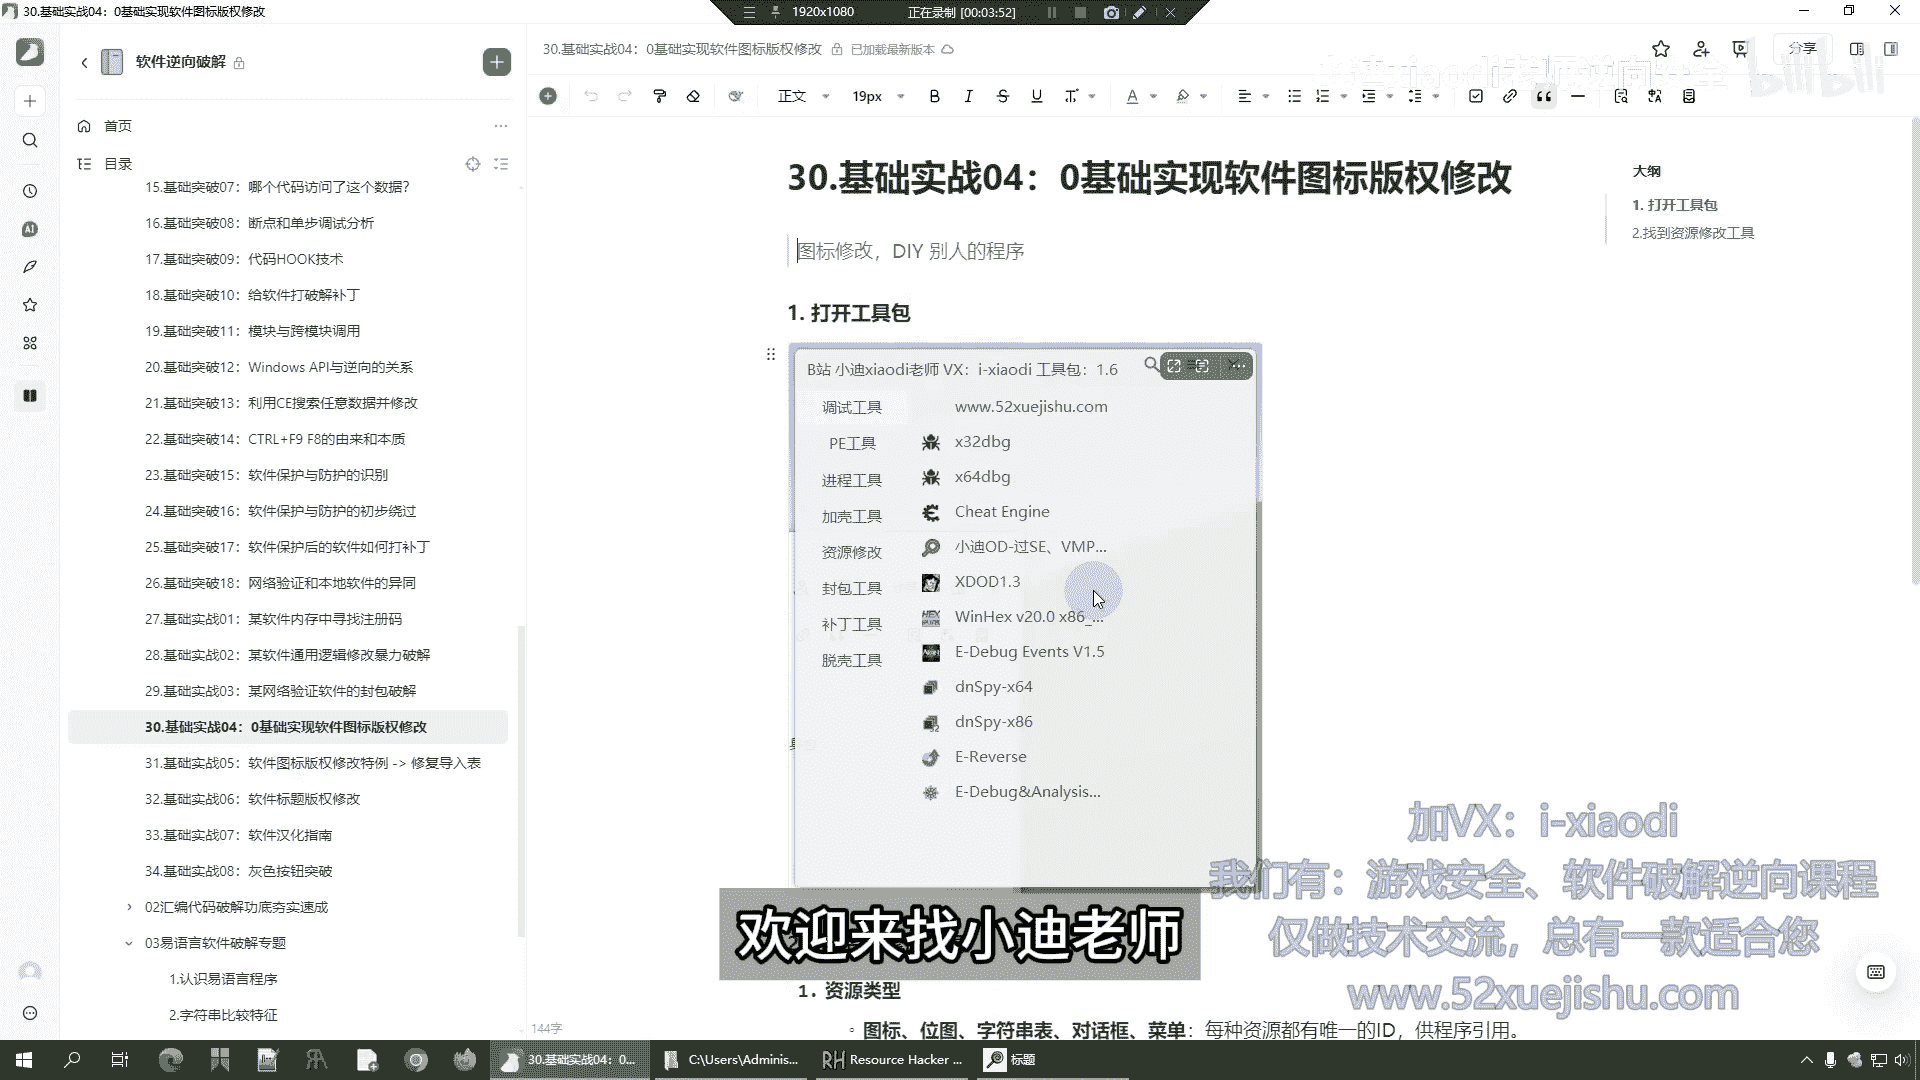 30.基础实战04：0基础实现软件图标版权修改
1920x1080
正在录制 [00:03:52]
软件逆向破解
首页
目录
15.基础突破07：哪个代码访问了这个数据?
16.基础突破08：断点和单步调试分析
17.基础突破09：代码HOOK技术
18.基础突破10：给软件打破解补丁
19.基础突破11：模块与跨模块调用
20.基础突破12：Windows API与逆向的关系
21.基础突破13：利用CE搜索任意数据并修改
22.基础突破14：CTRL+F9 F8的由来和本质
23.基础突破15：软件保护与防护的识别
24.基础突破16：软件保护与防护的初步绕过
25.基础突破17：软件保护后的软件如何打补丁
26.基础突破18：网络验证和本地软件的异同
27.基础实战01：某软件内存中寻找注册码
28.基础实战02：某软件通用逻辑修改暴力破解
29.基础实战03：某网络验证软件的封包破解
30.基础实战04：0基础实现软件图标版权修改
31.基础实战05：软件图标版权修改特例 -> 修复导入表
32.基础实战06：软件标题版权修改
33.基础实战07：软件汉化指南
34.基础实战08：灰色按钮突破
02汇编代码破解功底夯实速成
03易语言软件破解专题
1.认识易语言程序
2.字符串比较特征
30.基础实战04：0基础实现软件图标版权修改
已加载最新版本
分享
bilibili
正文
19px
30.基础实战04：0基础实现软件图标版权修改
图标修改，DIY 别人的程序
1. 打开工具包
B站 小迪xiaodi老师 VX：i-xiaodi 工具包：1.6
调试工具
PE工具
进程工具
加壳工具
资源修改
封包工具
补丁工具
脱壳工具
www.52xuejishu.com
x32dbg
x64dbg
Cheat Engine
小迪OD-过SE、VMP...
XDOD1.3
WinHex v20.0 x86_...
E-Debug Events V1.5
dnSpy-x64
dnSpy-x86
E-Reverse
E-Debug&Analysis...
大纲
1. 打开工具包
2.找到资源修改工具
加VX：i-xiaodi
我们有：游戏安全、软件破解逆向课程
仅做技术交流，总有一款适合您
www.52xuejishu.com
欢迎来找小迪老师
1. 资源类型
图标、位图、字符串表、对话框、菜单：每种资源都有唯一的ID，供程序引用。
144字
30.基础实战04：0...
C:\Users\Adminis...
Resource Hacker ...
标题